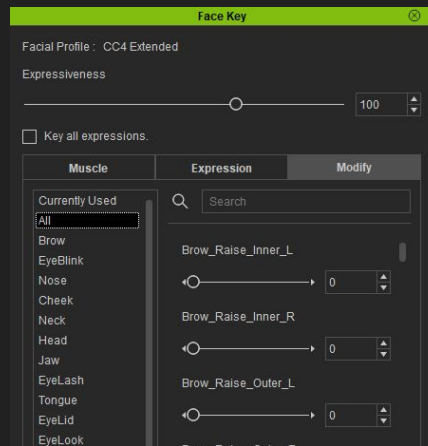 Face Key
Facial Profile : CC4 Extended
Expressiveness
100
Key all expressions.
Muscle Expression Modify
Currently Used
All
Brow
EyeBlink
Nose
Cheek
Neck
Head
Jaw
EyeLash
Tongue
EyeLid
EyeLook
Search
Brow_Raise_Inner_L
0
Brow_Raise_Inner_R
0
Brow_Raise_Outer_L
0